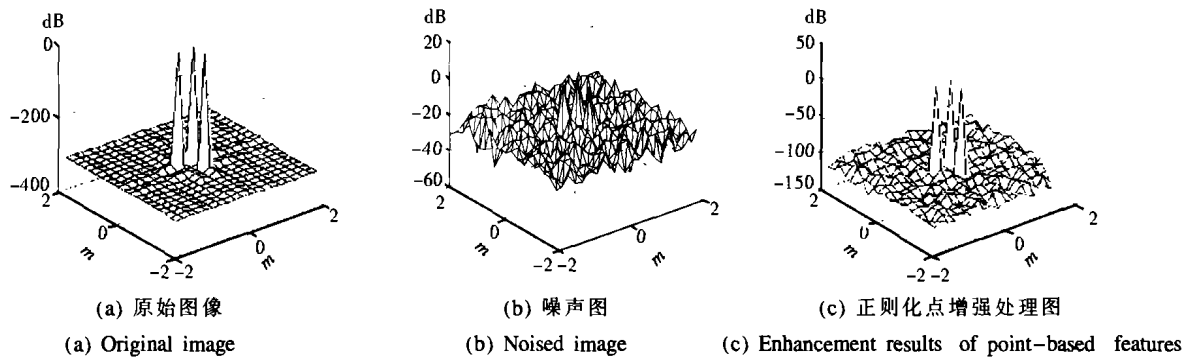 dB
0
-200
-400
2
0
m
-2
-2
0
m
2
(a) 原始图像
(a) Original image
dB
20
0
-20
-40
-60
2
0
m
-2
-2
0
m
2
(b) 噪声图
(b) Noised image
dB
50
0
-50
-100
-150
2
0
m
-2
-2
0
m
2
(c) 正则化点增强处理图
(c) Enhancement results of point-based features